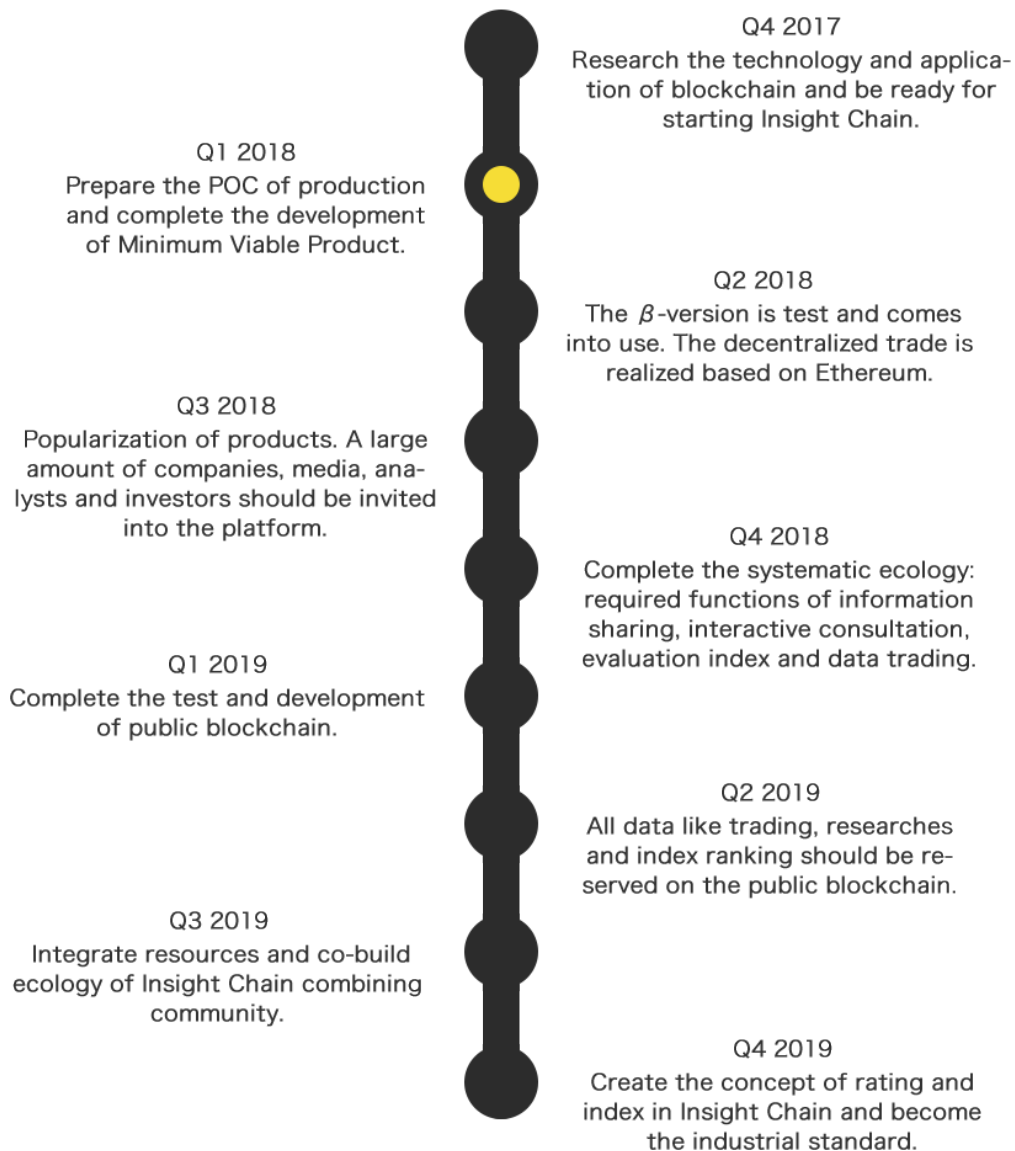 Q4 2017
Research the technology and applica-
tion of blockchain and be ready for
starting Insight Chain.
Q1 2018
Prepare the POC of production
and complete the development
of Minimum Viable Product.
Q2 2018
The β-version is test and comes
into use. The decentralized trade is
realized based on Ethereum.
Q3 2018
Popularization of products. A large
amount of companies, media, ana-
lysts and investors should be invited
into the platform.
Q4 2018
Complete the systematic ecology:
required functions of information
sharing, interactive consultation,
evaluation index and data trading.
Q1 2019
Complete the test and development
of public blockchain.
Q2 2019
All data like trading, researches
and index ranking should be re-
served on the public blockchain.
Q3 2019
Integrate resources and co-build
ecology of Insight Chain combining
community.
Q4 2019
Create the concept of rating and
index in Insight Chain and become
the industrial standard.